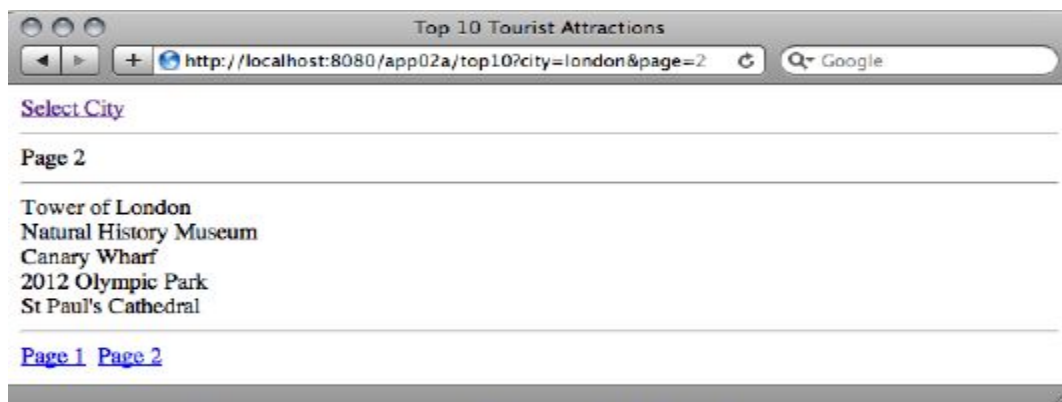 Top 10 Tourist Attractions
+ http://localhost:8080/app02a/top10?city=london&page=2 Google
Select City
Page 2
Tower of London
Natural History Museum
Canary Wharf
2012 Olympic Park
St Paul's Cathedral
Page 1 Page 2